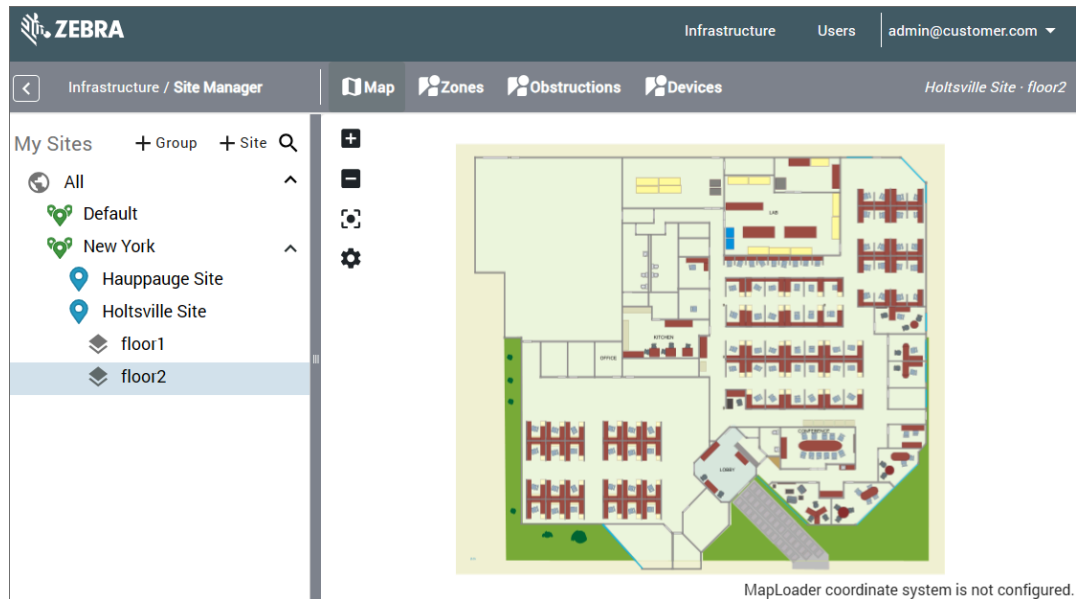 ZEBRA
Infrastructure Users admin@customer.com
Infrastructure / Site Manager Map Zones Obstructions Devices Holtsville Site · floor2
My Sites + Group + Site
All
Default
New York
Hauppauge Site
Holtsville Site
floor1
floor2
LAB
KITCHEN
OFFICE
LOBBY
MapLoader coordinate system is not configured.